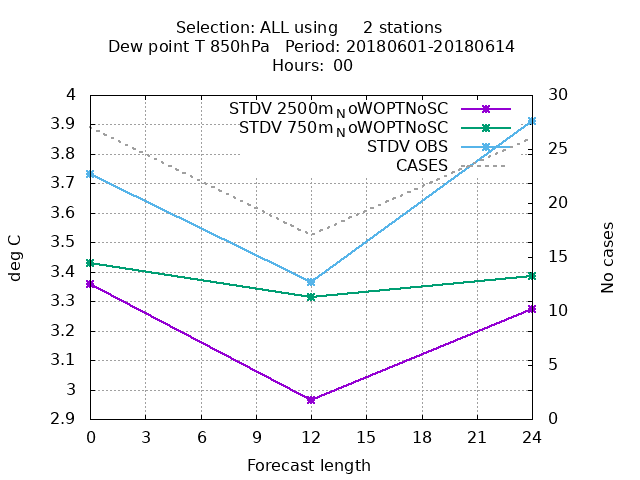 Selection: ALL using 2 stations
Dew point T 850hPa Period: 20180601-20180614
Hours: 00
STDV 2500m_NoWOPTNoSC
STDV 750m_NoWOPTNoSC
STDV OBS
CASES
deg C
4
3.9
3.8
3.7
3.6
3.5
3.4
3.3
3.2
3.1
3
2.9
30
25
20
15
10
5
0
No cases
0 3 6 9 12 15 18 21 24
Forecast length